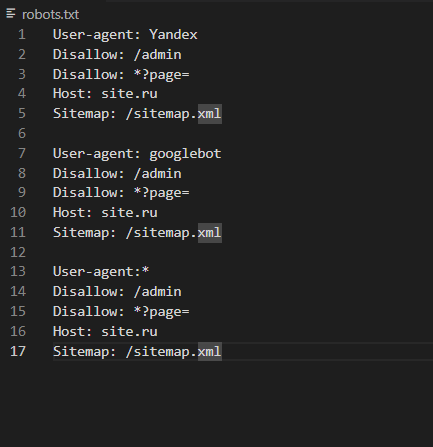 robots.txt
1 User-agent: Yandex
2 Disallow: /admin
3 Disallow: *?page=
4 Host: site.ru
5 Sitemap: /sitemap.xml
6
7 User-agent: googlebot
8 Disallow: /admin
9 Disallow: *?page=
10 Host: site.ru
11 Sitemap: /sitemap.xml
12
13 User-agent:*
14 Disallow: /admin
15 Disallow: *?page=
16 Host: site.ru
17 Sitemap: /sitemap.xml